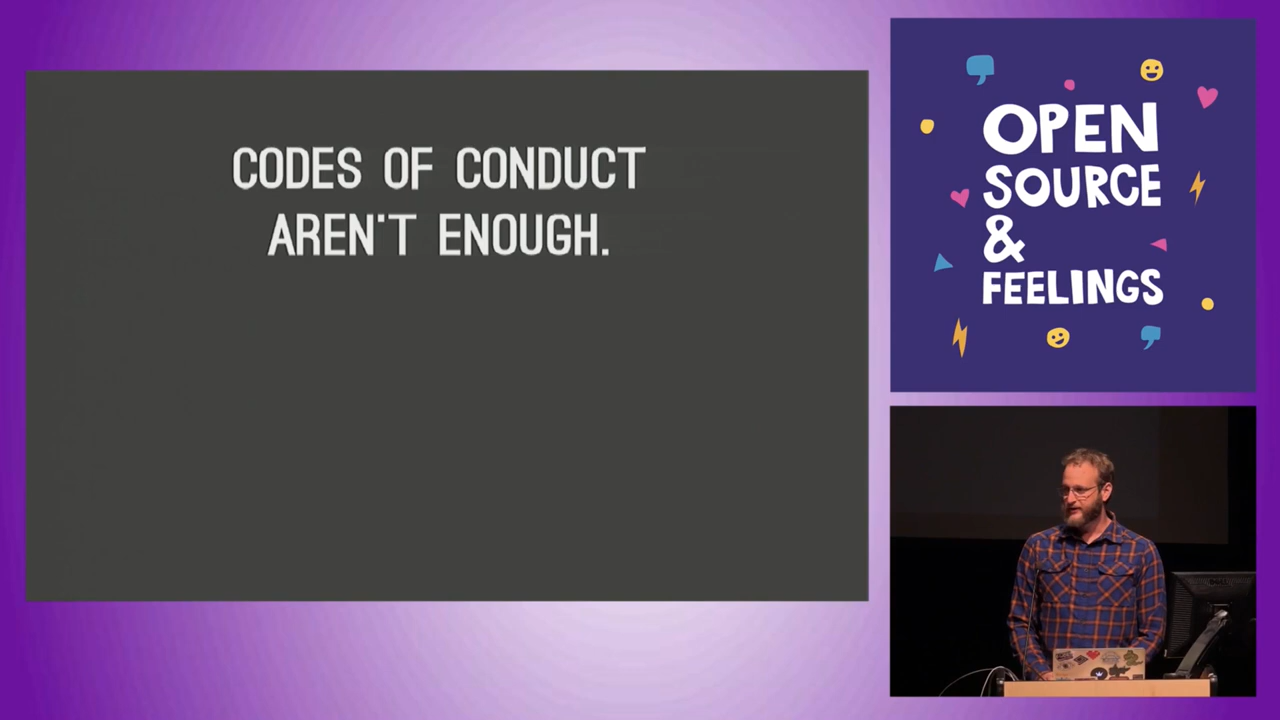 CODES OF CONDUCT
AREN'T ENOUGH.
OPEN
SOURCE
&
FEELINGS